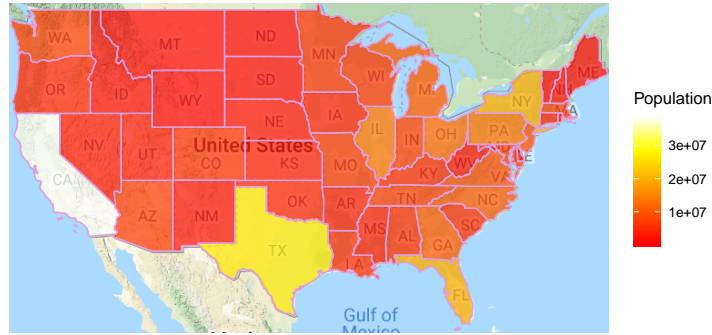 WA
MT
ND
MN
OR
ID
SD
WI
WY
NY
ME
NH
IA
NE
IL
IN
OH
PA
NV
UT
CO
United States
KS
MO
KY
WV
VA
CA
AZ
NM
OK
AR
TN
NC
TX
LA
MS
AL
GA
SC
FL
Gulf of
Mexico
Population
3e+07
2e+07
1e+07